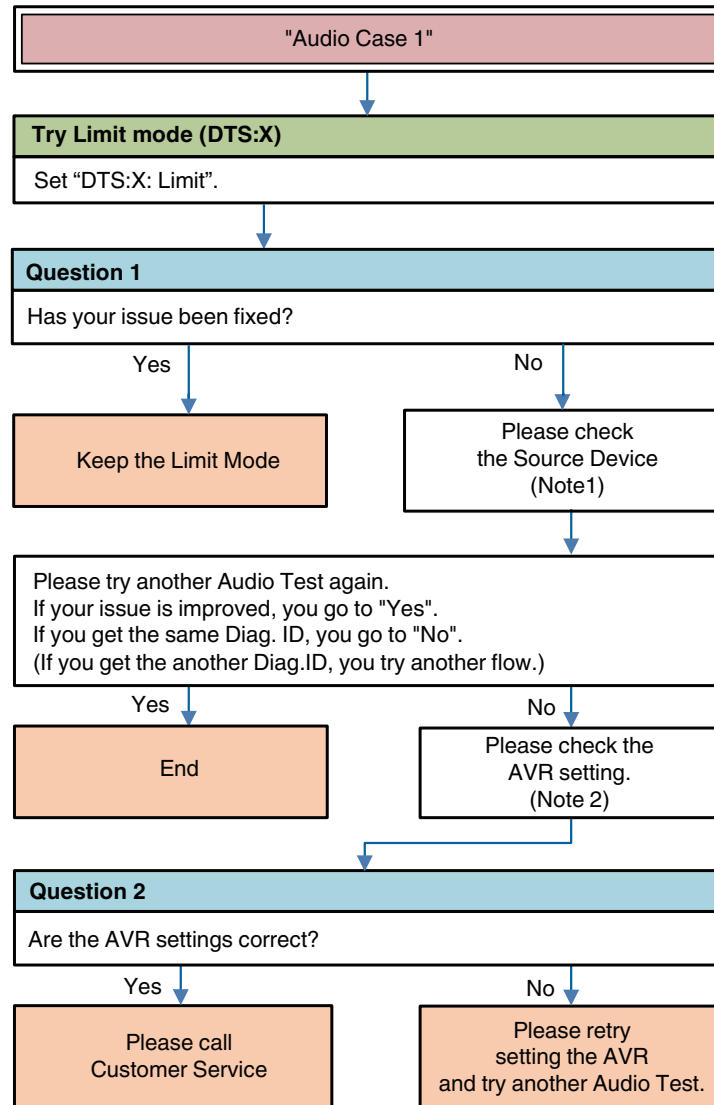 "Audio Case 1"
Try Limit mode (DTS:X)
Set “DTS:X: Limit”.
Question 1
Has your issue been fixed?
Yes
No
Keep the Limit Mode
Please check
the Source Device
(Note1)
Please try another Audio Test again.
If your issue is improved, you go to "Yes".
If you get the same Diag. ID, you go to "No".
(If you get the another Diag.ID, you try another flow.)
Yes
No
End
Please check the
AVR setting.
(Note 2)
Question 2
Are the AVR settings correct?
Yes
No
Please call
Customer Service
Please retry
setting the AVR
and try another Audio Test.